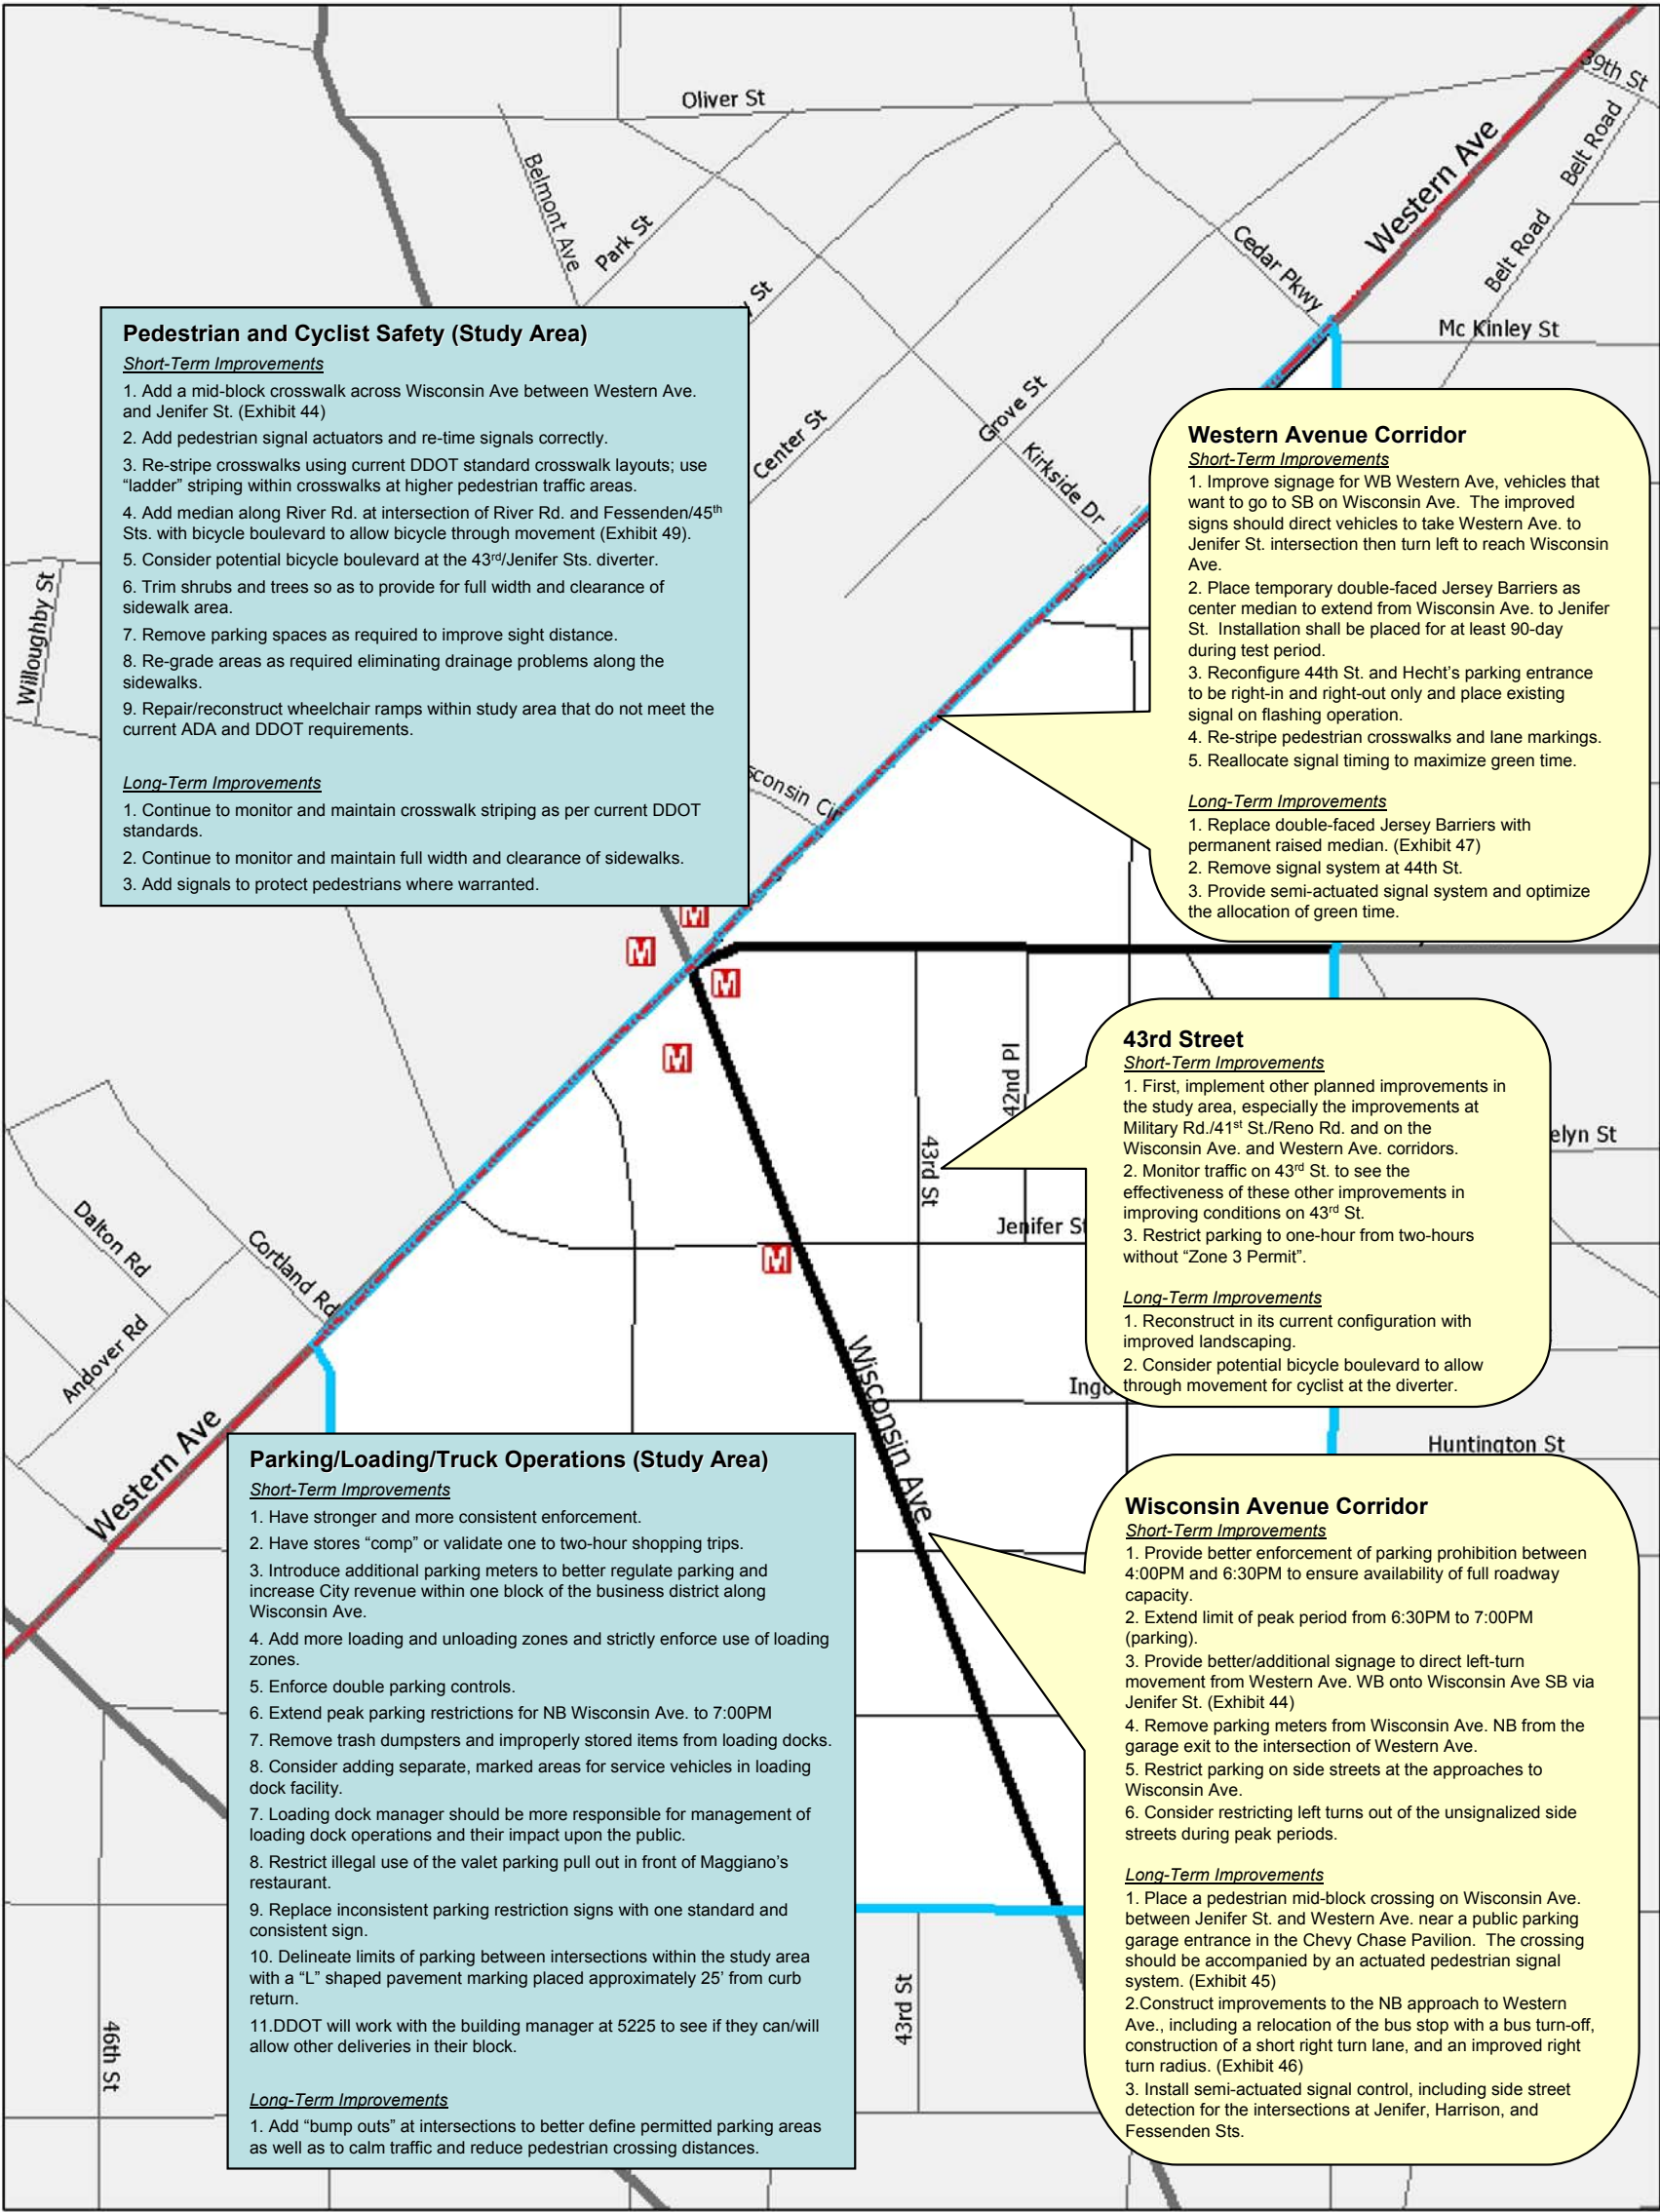 Oliver St
39th St
Belt Road
Western Ave
Belmont Ave
Park St
Cedar Pkwy
Belt Road
St
Mc Kinley St
Pedestrian and Cyclist Safety (Study Area)
Short-Term Improvements
1. Add a mid-block crosswalk across Wisconsin Ave between Western Ave.
and Jenifer St. (Exhibit 44)
2. Add pedestrian signal actuators and re-time signals correctly.
3. Re-stripe crosswalks using current DDOT standard crosswalk layouts; use
“ladder” striping within crosswalks at higher pedestrian traffic areas.
4. Add median along River Rd. at intersection of River Rd. and Fessenden/45th
Sts. with bicycle boulevard to allow bicycle through movement (Exhibit 49).
5. Consider potential bicycle boulevard at the 43rd/Jenifer Sts. diverter.
6. Trim shrubs and trees so as to provide for full width and clearance of
sidewalk area.
7. Remove parking spaces as required to improve sight distance.
8. Re-grade areas as required eliminating drainage problems along the
sidewalks.
9. Repair/reconstruct wheelchair ramps within study area that do not meet the
current ADA and DDOT requirements.
Long-Term Improvements
1. Continue to monitor and maintain crosswalk striping as per current DDOT
standards.
2. Continue to monitor and maintain full width and clearance of sidewalks.
3. Add signals to protect pedestrians where warranted.
Center St
Grove St
Kirkside Dr
Willoughby St
sconsin Cir
Western Avenue Corridor
Short-Term Improvements
1. Improve signage for WB Western Ave, vehicles that
want to go to SB on Wisconsin Ave. The improved
signs should direct vehicles to take Western Ave. to
Jenifer St. intersection then turn left to reach Wisconsin
Ave.
2. Place temporary double-faced Jersey Barriers as
center median to extend from Wisconsin Ave. to Jenifer
St. Installation shall be placed for at least 90-day
during test period.
3. Reconfigure 44th St. and Hecht’s parking entrance
to be right-in and right-out only and place existing
signal on flashing operation.
4. Re-stripe pedestrian crosswalks and lane markings.
5. Reallocate signal timing to maximize green time.
Long-Term Improvements
1. Replace double-faced Jersey Barriers with
permanent raised median. (Exhibit 47)
2. Remove signal system at 44th St.
3. Provide semi-actuated signal system and optimize
the allocation of green time.
M
M
M
M
M
42nd Pl
43rd St
Jenifer St
elyn St
43rd Street
Short-Term Improvements
1. First, implement other planned improvements in
the study area, especially the improvements at
Military Rd./41st St./Reno Rd. and on the
Wisconsin Ave. and Western Ave. corridors.
2. Monitor traffic on 43rd St. to see the
effectiveness of these other improvements in
improving conditions on 43rd St.
3. Restrict parking to one-hour from two-hours
without “Zone 3 Permit”.
Long-Term Improvements
1. Reconstruct in its current configuration with
improved landscaping.
2. Consider potential bicycle boulevard to allow
through movement for cyclist at the diverter.
Dalton Rd
Cortland Rd
Andover Rd
Western Ave
Wisconsin Ave
Ingo
Huntington St
Parking/Loading/Truck Operations (Study Area)
Short-Term Improvements
1. Have stronger and more consistent enforcement.
2. Have stores “comp” or validate one to two-hour shopping trips.
3. Introduce additional parking meters to better regulate parking and
increase City revenue within one block of the business district along
Wisconsin Ave.
4. Add more loading and unloading zones and strictly enforce use of loading
zones.
5. Enforce double parking controls.
6. Extend peak parking restrictions for NB Wisconsin Ave. to 7:00PM
7. Remove trash dumpsters and improperly stored items from loading docks.
8. Consider adding separate, marked areas for service vehicles in loading
dock facility.
7. Loading dock manager should be more responsible for management of
loading dock operations and their impact upon the public.
8. Restrict illegal use of the valet parking pull out in front of Maggiano’s
restaurant.
9. Replace inconsistent parking restriction signs with one standard and
consistent sign.
10. Delineate limits of parking between intersections within the study area
with a “L” shaped pavement marking placed approximately 25’ from curb
return.
11.DDOT will work with the building manager at 5225 to see if they can/will
allow other deliveries in their block.
Long-Term Improvements
1. Add “bump outs” at intersections to better define permitted parking areas
as well as to calm traffic and reduce pedestrian crossing distances.
Wisconsin Avenue Corridor
Short-Term Improvements
1. Provide better enforcement of parking prohibition between
4:00PM and 6:30PM to ensure availability of full roadway
capacity.
2. Extend limit of peak period from 6:30PM to 7:00PM
(parking).
3. Provide better/additional signage to direct left-turn
movement from Western Ave. WB onto Wisconsin Ave SB via
Jenifer St. (Exhibit 44)
4. Remove parking meters from Wisconsin Ave. NB from the
garage exit to the intersection of Western Ave.
5. Restrict parking on side streets at the approaches to
Wisconsin Ave.
6. Consider restricting left turns out of the unsignalized side
streets during peak periods.
Long-Term Improvements
1. Place a pedestrian mid-block crossing on Wisconsin Ave.
between Jenifer St. and Western Ave. near a public parking
garage entrance in the Chevy Chase Pavilion. The crossing
should be accompanied by an actuated pedestrian signal
system. (Exhibit 45)
2.Construct improvements to the NB approach to Western
Ave., including a relocation of the bus stop with a bus turn-off,
construction of a short right turn lane, and an improved right
turn radius. (Exhibit 46)
3. Install semi-actuated signal control, including side street
detection for the intersections at Jenifer, Harrison, and
Fessenden Sts.
46th St
43rd St